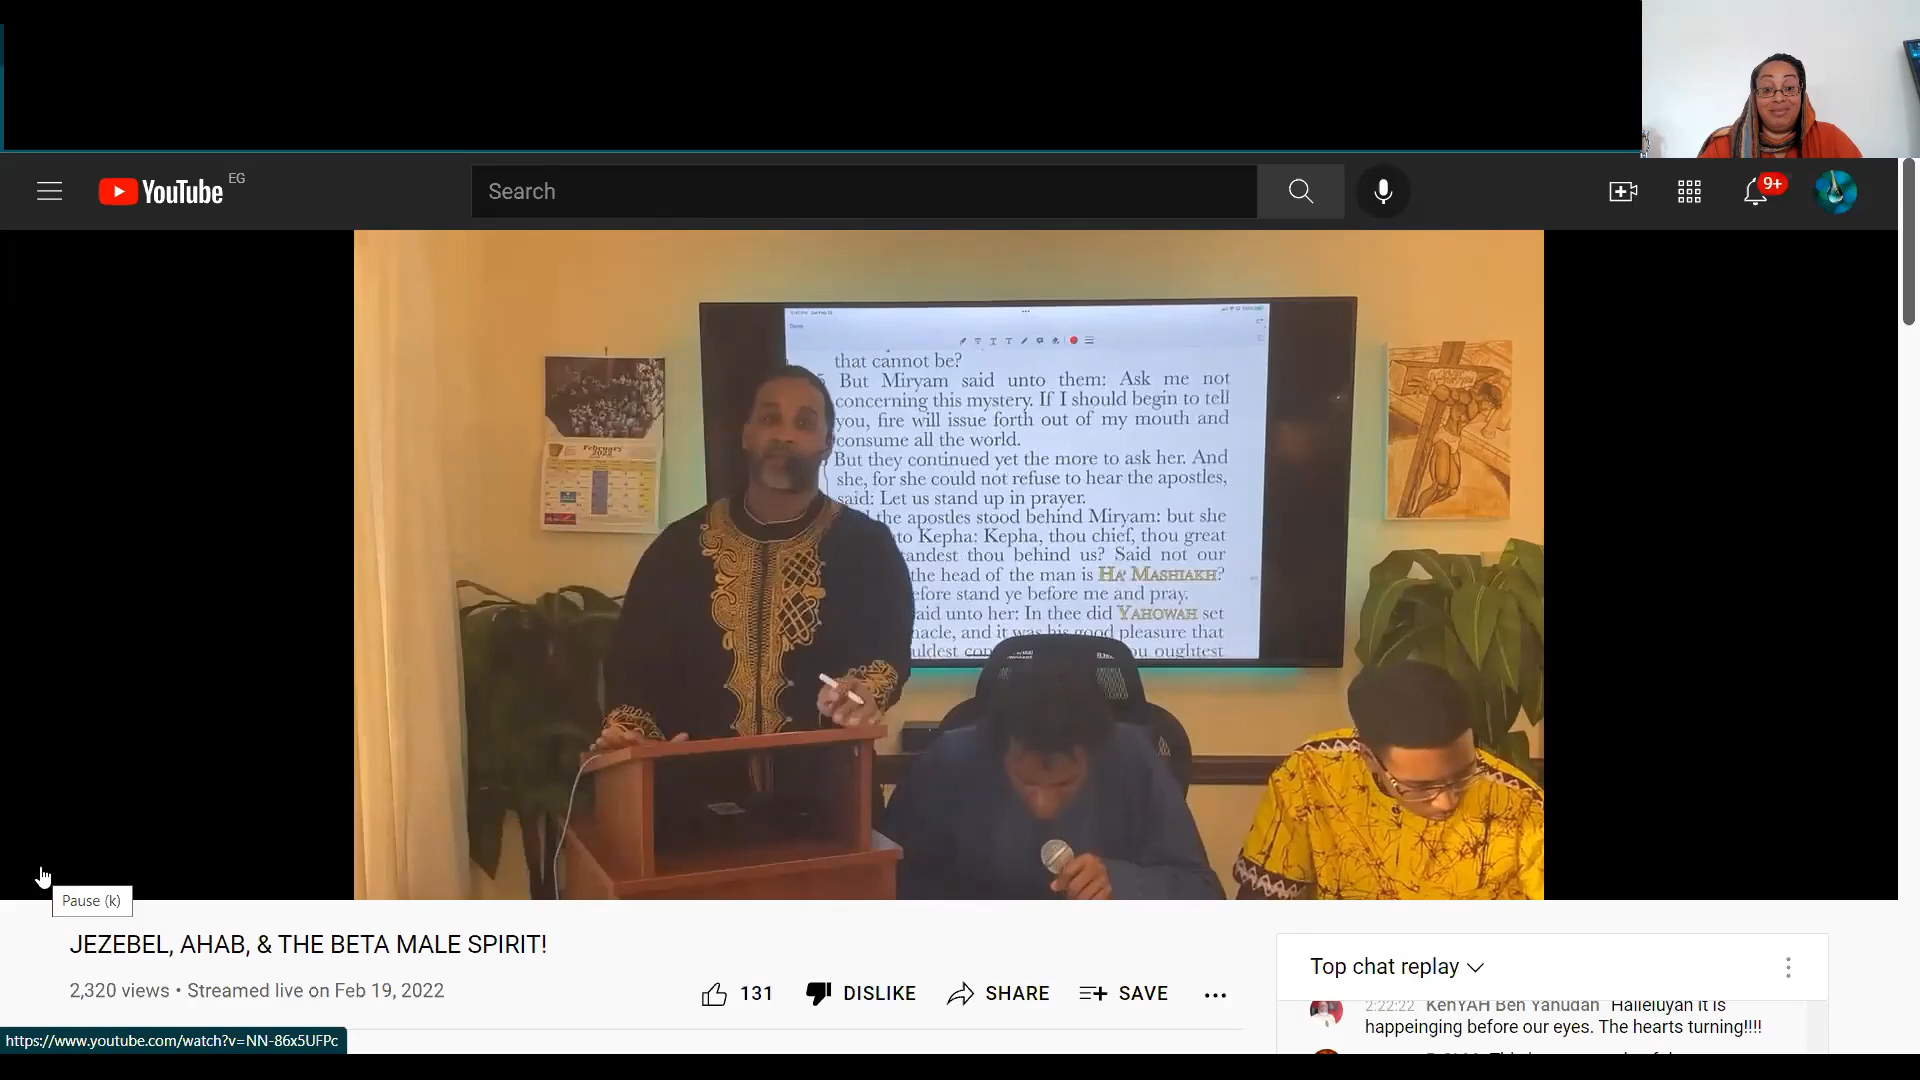 YouTube EG
Search
9+
that cannot be?
But Miryam said unto them: Ask me not
concerning this mystery. If I should begin to tell
you, fire will issue forth out of my mouth and
consume all the world.
But they continued yet the more to ask her. And
she, for she could not refuse to hear the apostles,
said: Let us stand up in prayer.
the apostles stood behind Miryam: but she
to Kepha: Kepha, thou chief, thou great
standest thou behind us? Said not our
the head of the man is HA' MASHIAKH?
efore stand ye before me and pray.
aid unto her: In thee did YAHOWAH set
nacle, and it was his good pleasure that
uldest con ou oughtest
February
2022
Pause (k)
JEZEBEL, AHAB, & THE BETA MALE SPIRIT!
2,320 views • Streamed live on Feb 19, 2022
131 DISLIKE SHARE SAVE
Top chat replay
2:22:22 KenYAH Ben Yahudah Halleluyah It is
happeinging before our eyes. The hearts turning!!!!
https://www.youtube.com/watch?v=NN-86x5UFPc